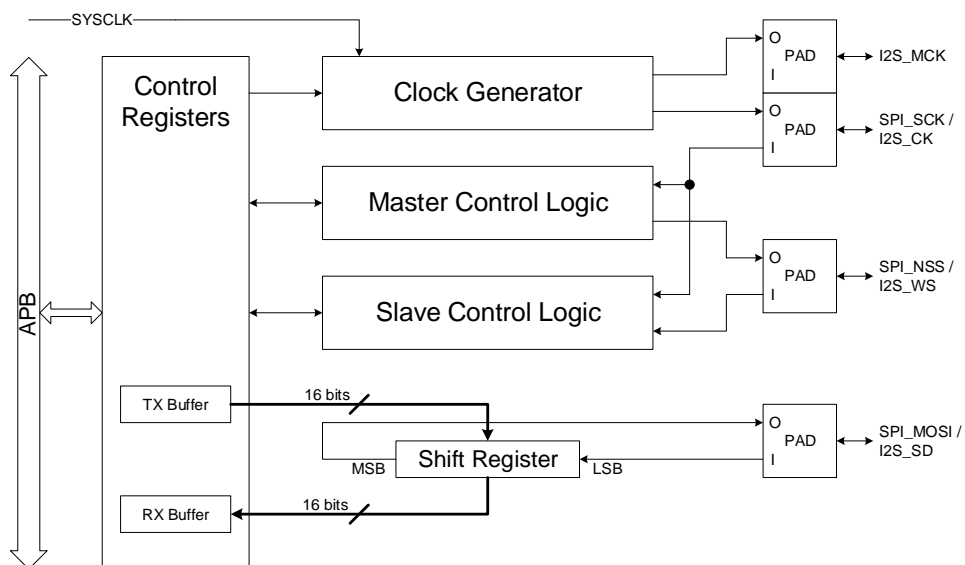 SYSCLK
O
PAD
I
I2S_MCK
Control
Registers
Clock Generator
O
PAD
I
SPI_SCK /
I2S_CK
Master Control Logic
O
PAD
I
SPI_NSS /
I2S_WS
APB
Slave Control Logic
TX Buffer
16 bits
O
PAD
I
SPI_MOSI /
I2S_SD
MSB
Shift Register
LSB
RX Buffer
16 bits